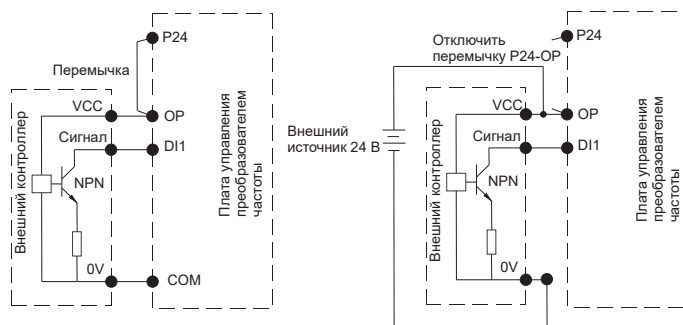 P24
Перемычка
VCC
OP
Сигнал
DI1
NPN
0V
COM
Внешний контроллер
Плата управления
преобразователем
частоты
Отключить
перемычку P24-OP
P24
VCC
OP
Внешний
источник 24 В
Сигнал
DI1
NPN
0V
Внешний контроллер
Плата управления
преобразователем
частоты